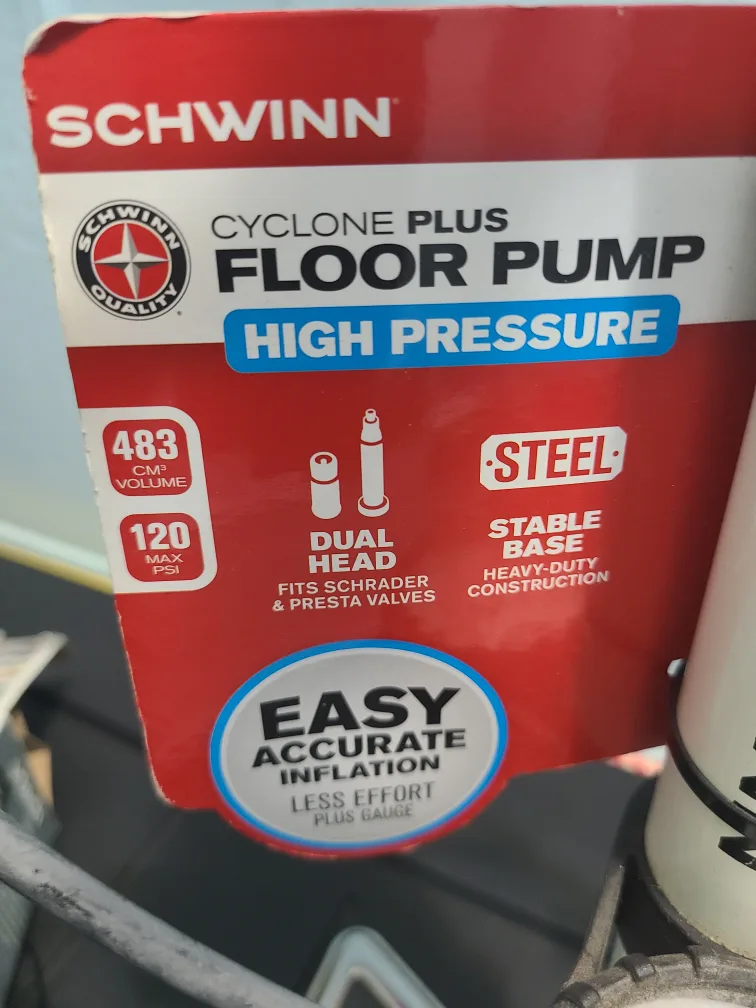 SCHWINN
SCHWINN
QUALITY
CYCLONE PLUS
FLOOR PUMP
HIGH PRESSURE
483
CM³
VOLUME
120
MAX
PSI
DUAL
HEAD
FITS SCHRADER
& PRESTA VALVES
STEEL
STABLE
BASE
HEAVY-DUTY
CONSTRUCTION
EASY
ACCURATE
INFLATION
LESS EFFORT
PLUS GAUGE